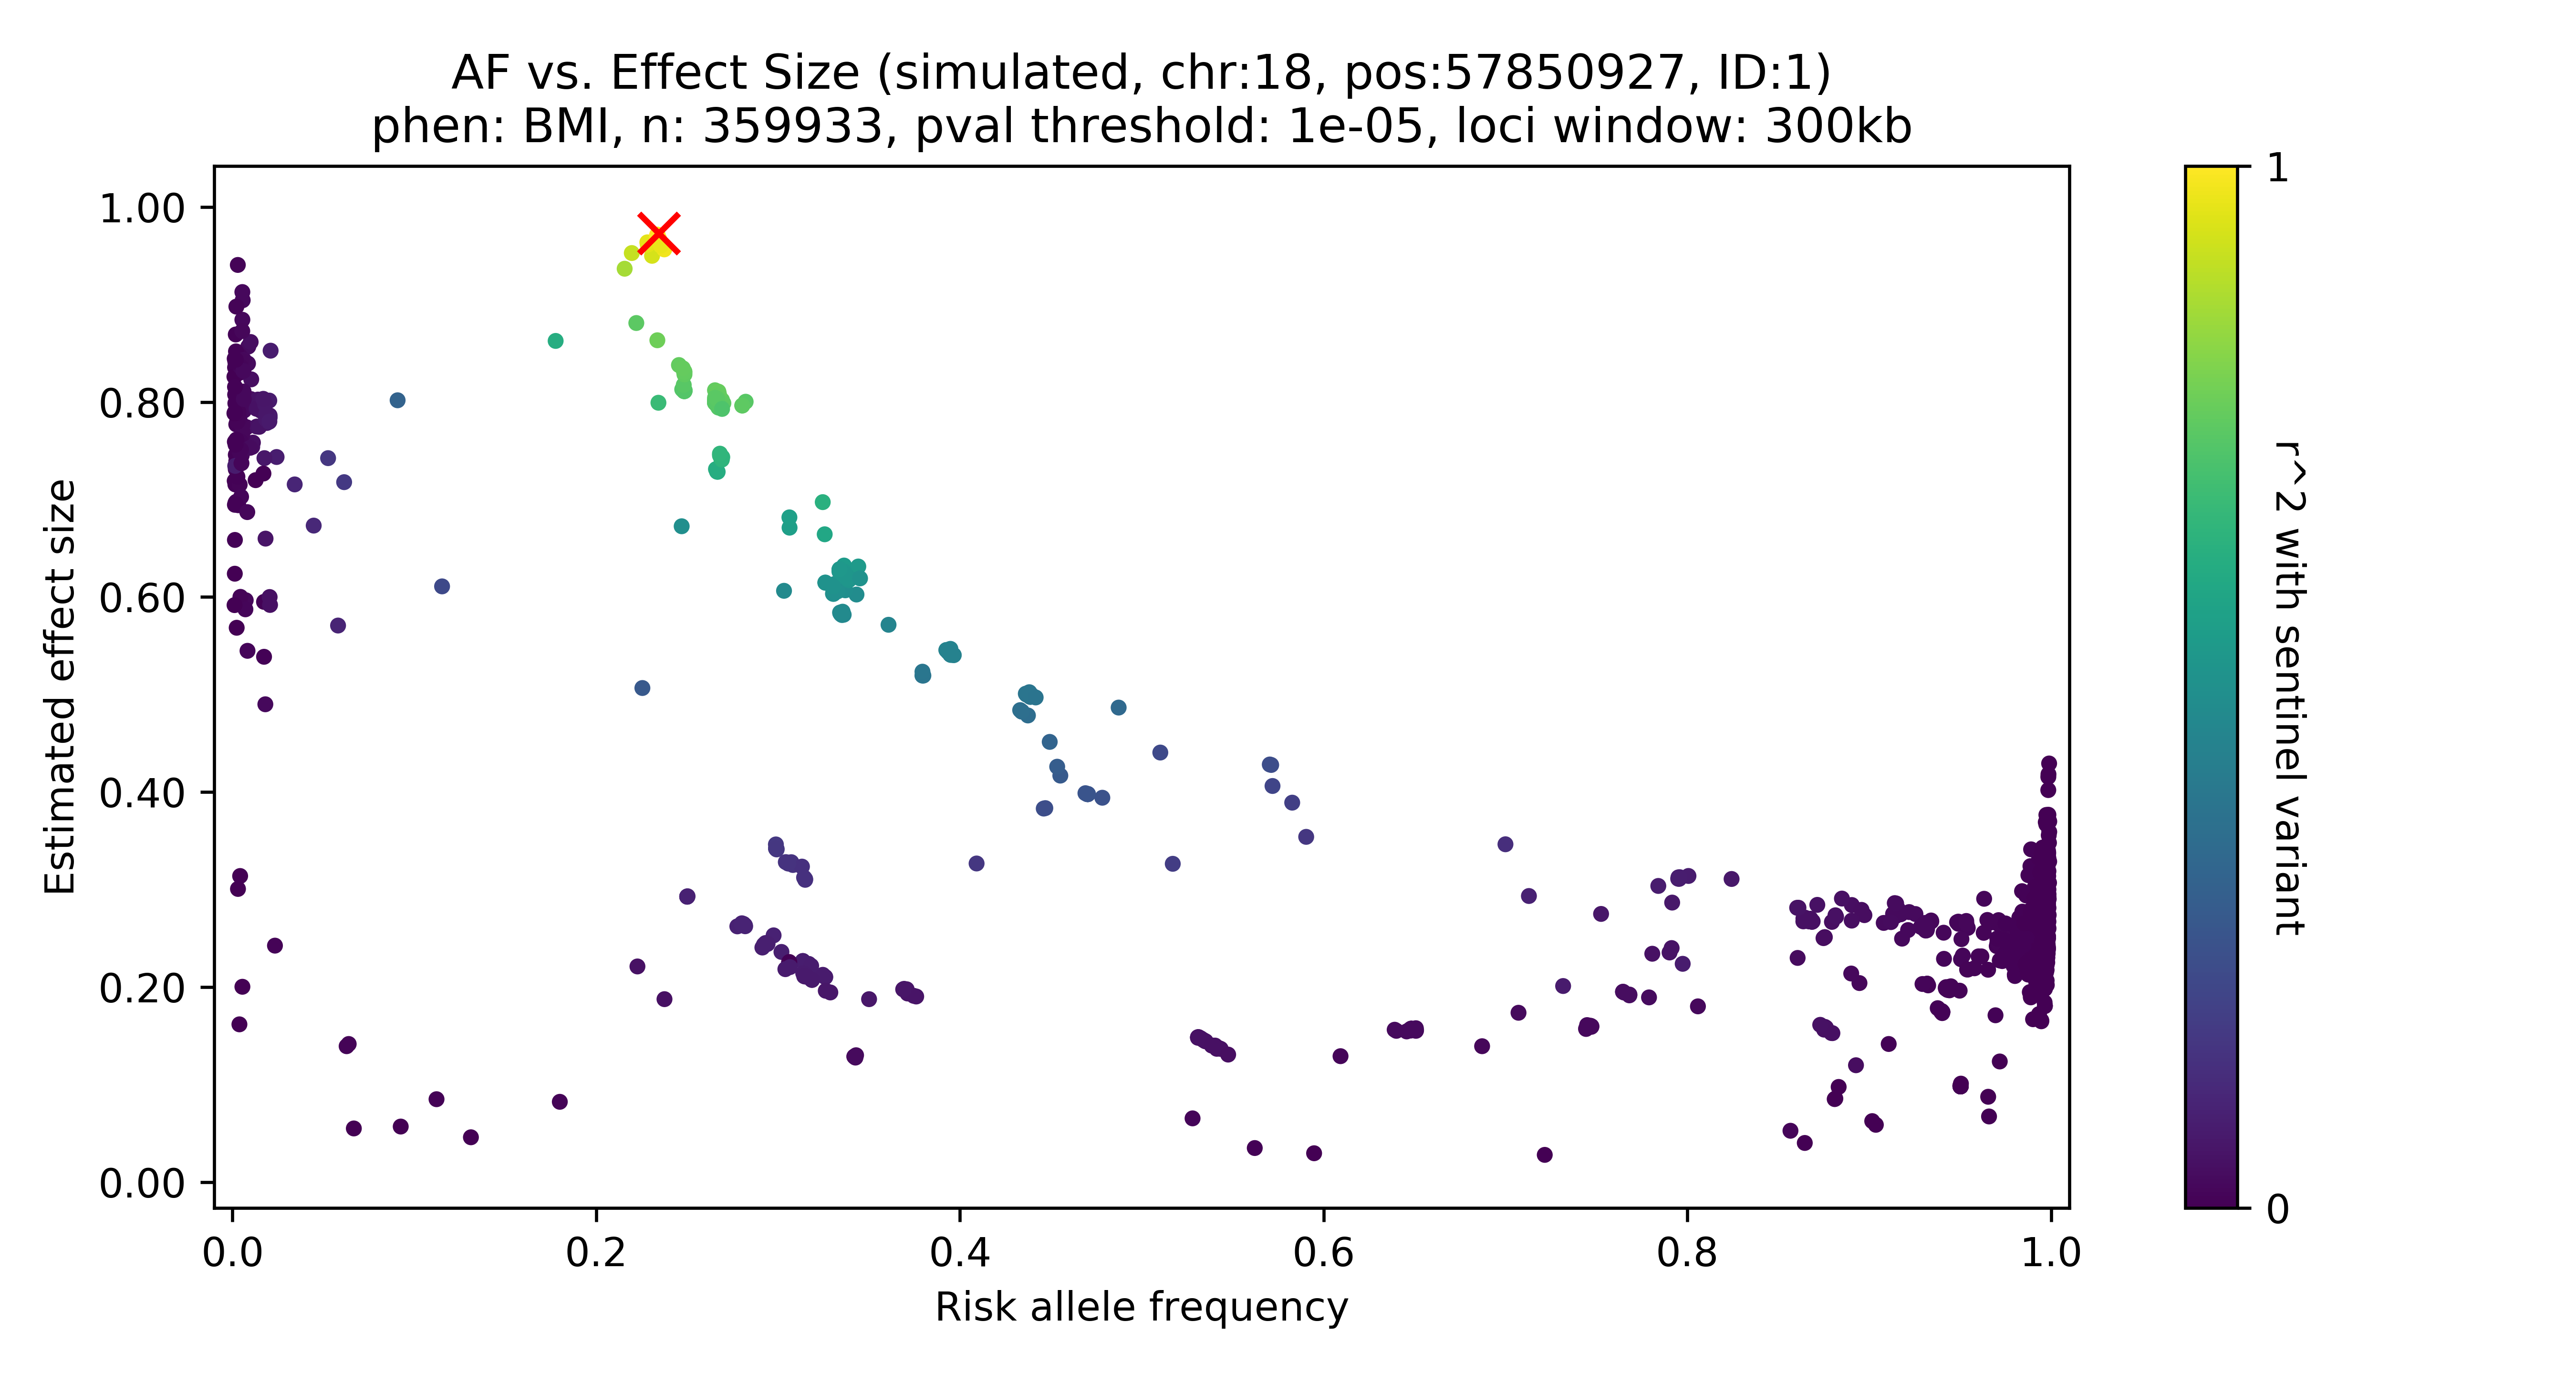 AF vs. Effect Size (simulated, chr:18, pos:57850927, ID:1)
phen: BMI, n: 359933, pval threshold: 1e-05, loci window: 300kb
1.00
0.80
0.60
0.40
0.20
0.00
Estimated effect size
0.0 0.2 0.4 0.6 0.8 1.0
Risk allele frequency
1
0
r^2 with sentinel variant